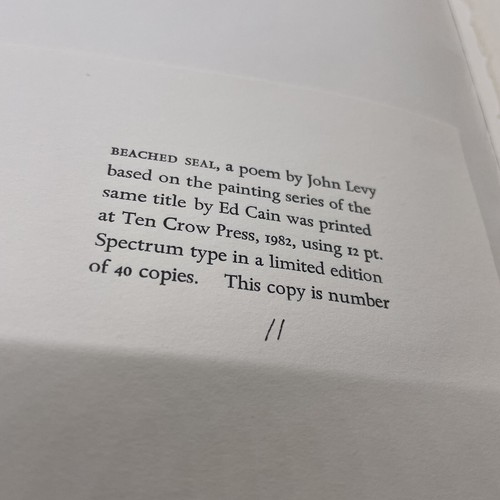 BEACHED SEAL, a poem by John Levy
based on the painting series of the
same title by Ed Cain was printed
at Ten Crow Press, 1982, using 12 pt.
Spectrum type in a limited edition
of 40 copies. This copy is number
11